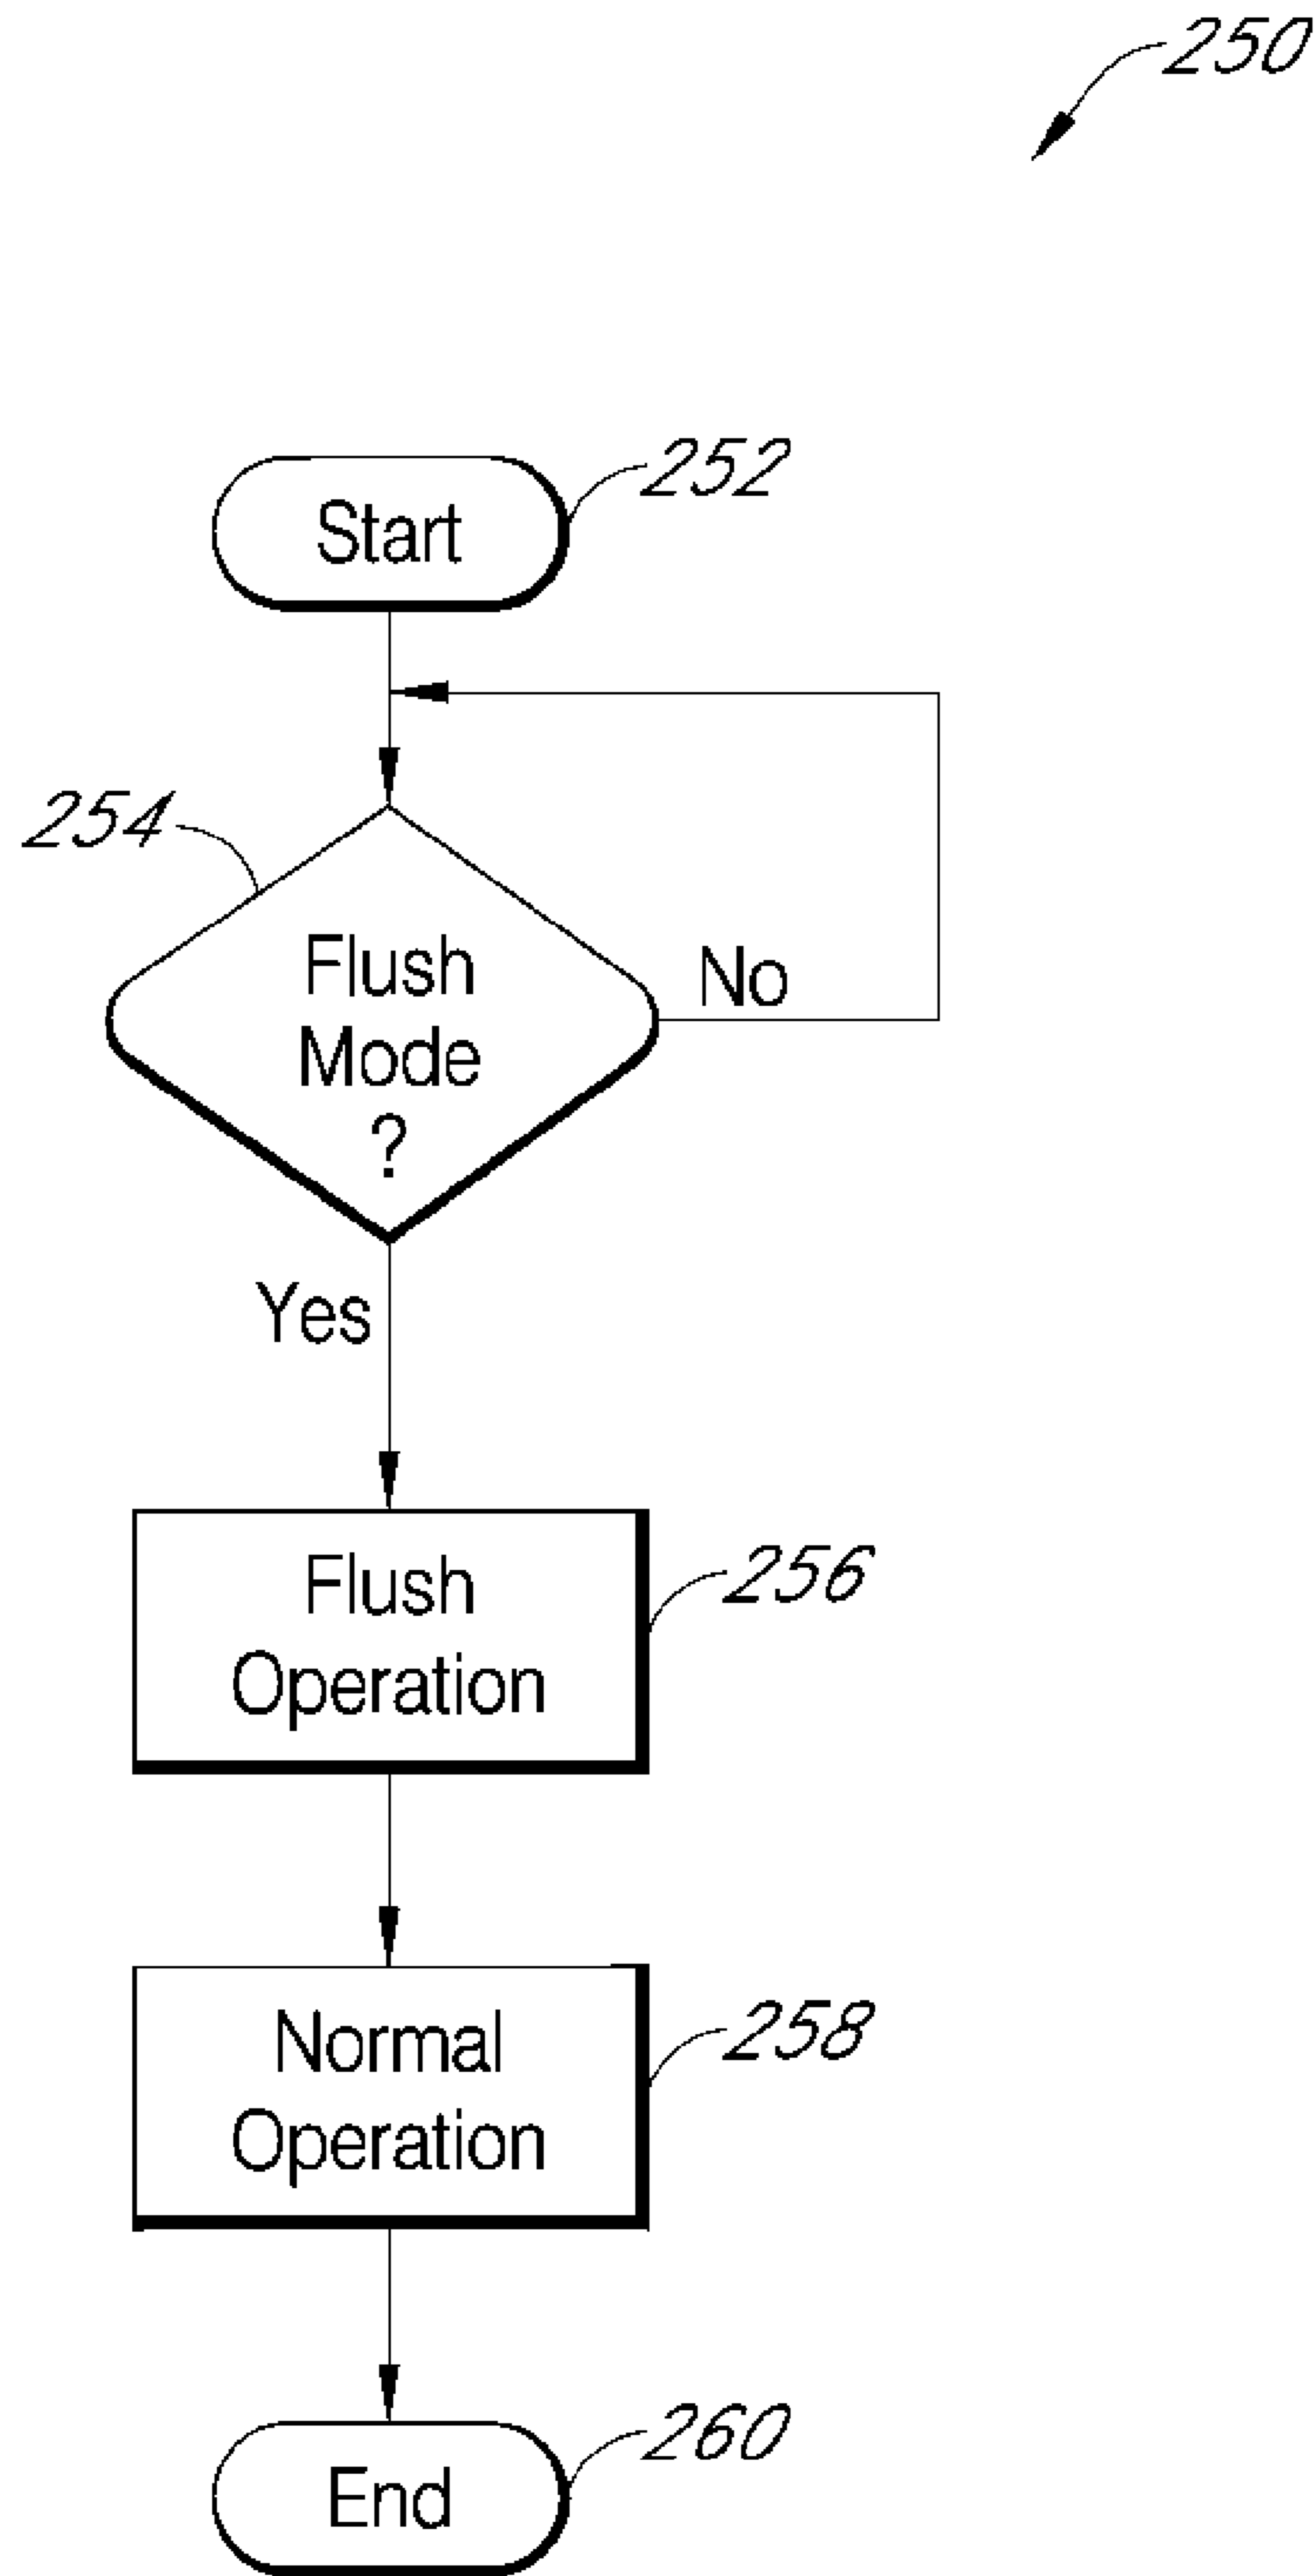 250
Start
252
254
Flush
Mode
?
No
Yes
Flush
Operation
256
Normal
Operation
258
End
260